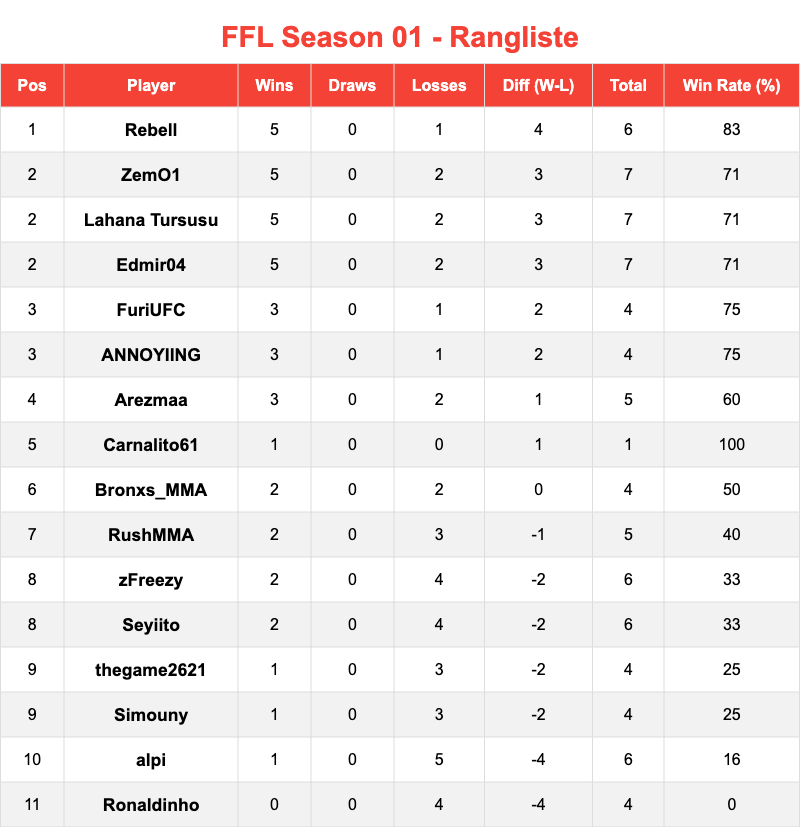 FFL Season 01 - Rangliste
Pos Player Wins Draws Losses Diff (W-L) Total Win Rate (%)
1 Rebell 5 0 1 4 6 83
2 ZemO1 5 0 2 3 7 71
2 Lahana Tursusu 5 0 2 3 7 71
2 Edmir04 5 0 2 3 7 71
3 FuriUFC 3 0 1 2 4 75
3 ANNOYIING 3 0 1 2 4 75
4 Arezmaa 3 0 2 1 5 60
5 Carnalito61 1 0 0 1 1 100
6 Bronxs_MMA 2 0 2 0 4 50
7 RushMMA 2 0 3 -1 5 40
8 zFreezy 2 0 4 -2 6 33
8 Seyiito 2 0 4 -2 6 33
9 thegame2621 1 0 3 -2 4 25
9 Simouny 1 0 3 -2 4 25
10 alpi 1 0 5 -4 6 16
11 Ronaldinho 0 0 4 -4 4 0